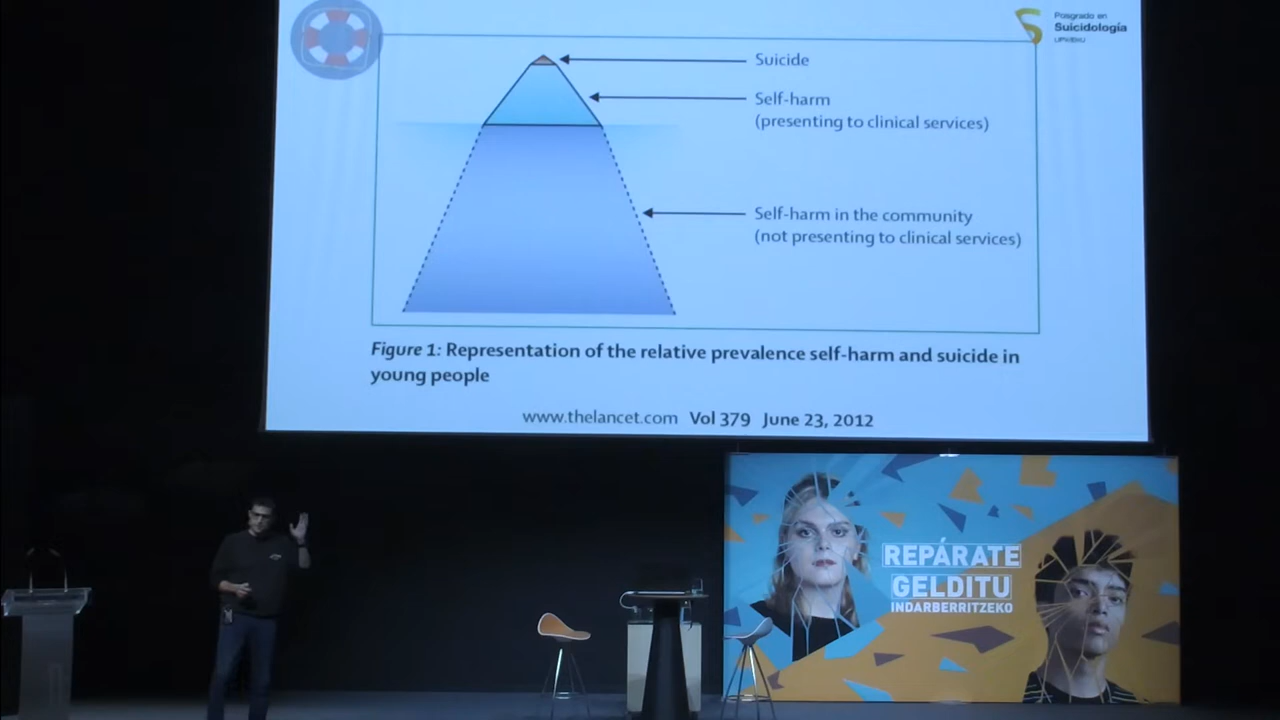 Posgrado en
Suicidología
UPV/EHU
Suicide
Self-harm
(presenting to clinical services)
Self-harm in the community
(not presenting to clinical services)
Figure 1: Representation of the relative prevalence self-harm and suicide in
young people
www.thelancet.com Vol 379 June 23, 2012
REPÁRATE
GELDITU
INDARBERRITZEKO